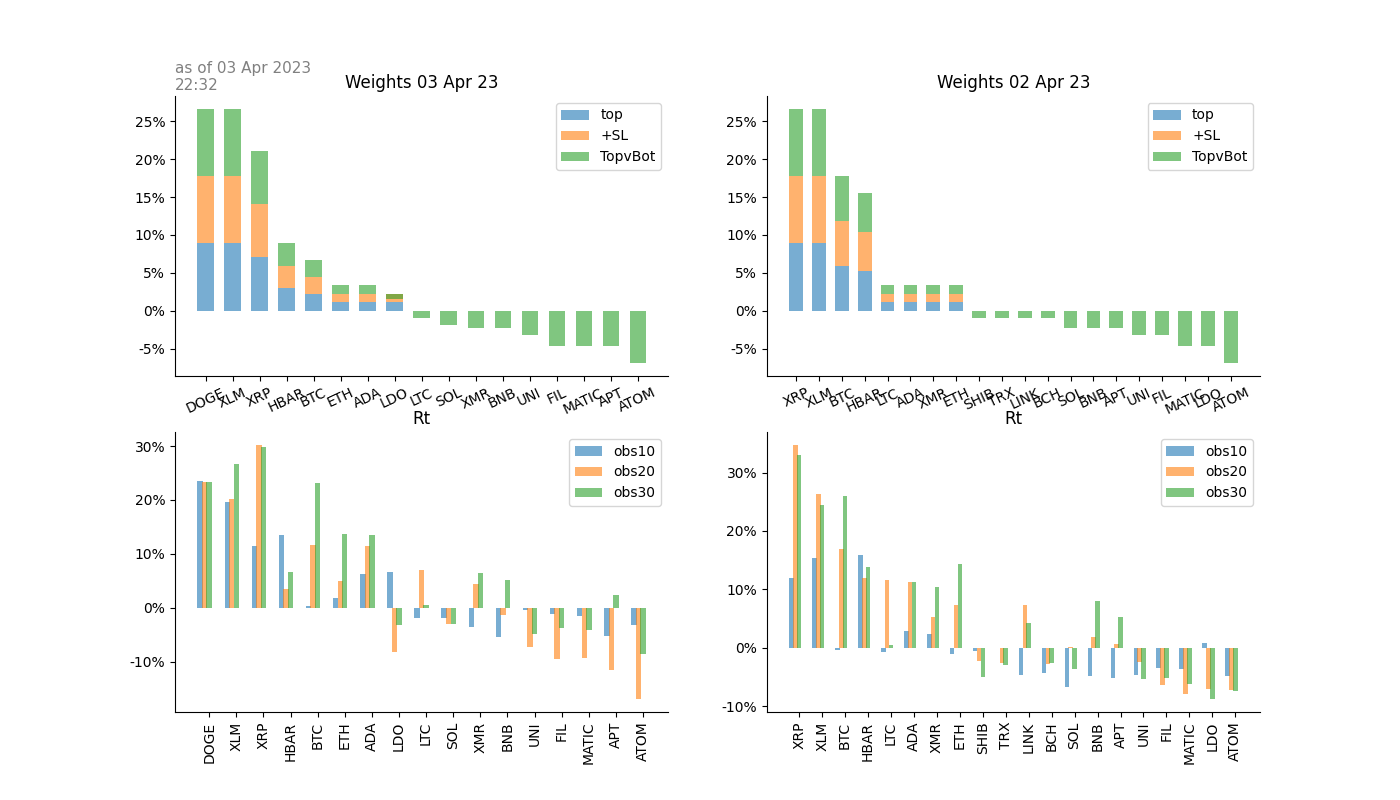 as of 03 Apr 2023
22:32
Weights 03 Apr 23
25%
20%
15%
10%
5%
0%
-5%
top
+SL
TopvBot
DOGE XLM XRP HBAR BTC ETH ADA LDO LTC SOL XMR BNB UNI FIL MATIC APT ATOM
Weights 02 Apr 23
25%
20%
15%
10%
5%
0%
-5%
top
+SL
TopvBot
XRP XLM BTC HBAR LTC ADA XMR ETH SHIB TRX LINK BCH SOL BNB APT UNI FIL MATIC LDO ATOM
Rt
30%
20%
10%
0%
-10%
obs10
obs20
obs30
DOGE XLM XRP HBAR BTC ETH ADA LDO LTC SOL XMR BNB UNI FIL MATIC APT ATOM
Rt
30%
20%
10%
0%
-10%
obs10
obs20
obs30
XRP XLM BTC HBAR LTC ADA XMR ETH SHIB TRX LINK BCH SOL BNB APT UNI FIL MATIC LDO ATOM